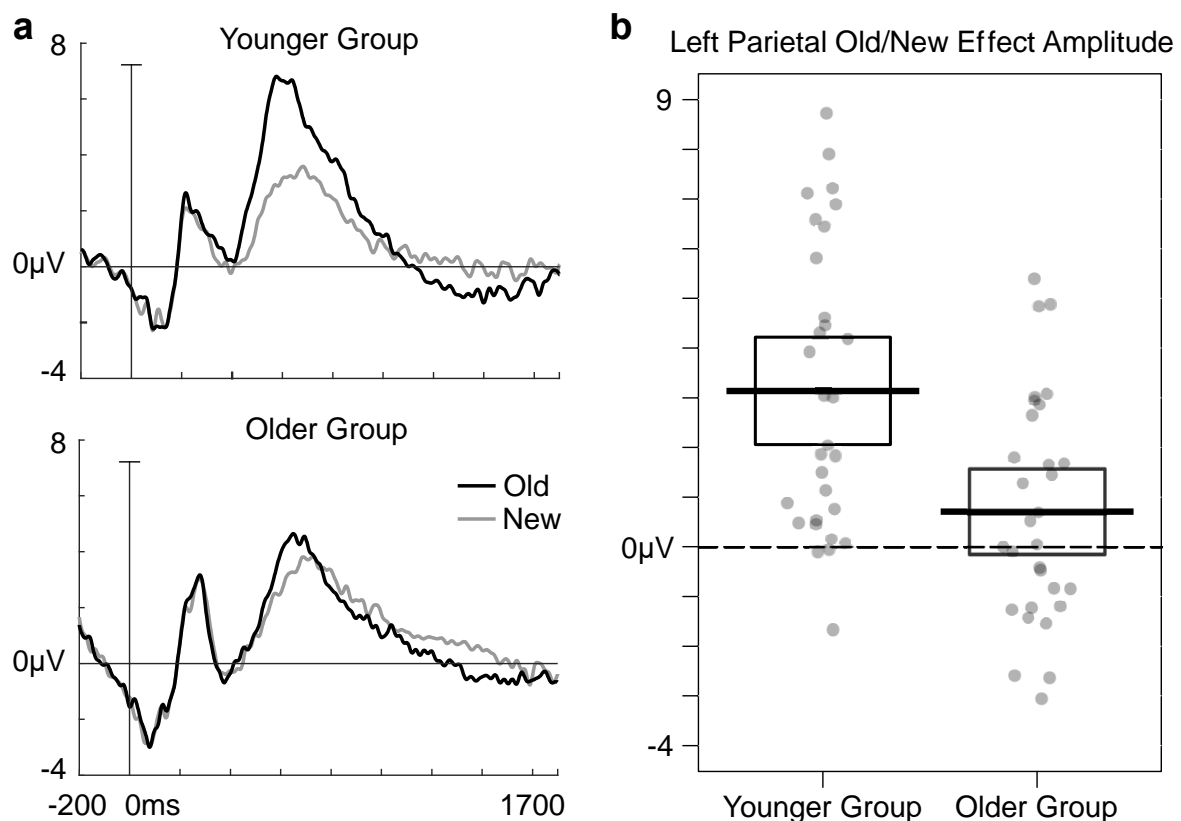 a
Younger Group
8
0µV
-4
Older Group
8
Old
New
0µV
-4
-200 0ms 1700
b
Left Parietal Old/New Effect Amplitude
9
0µV
-4
Younger Group Older Group